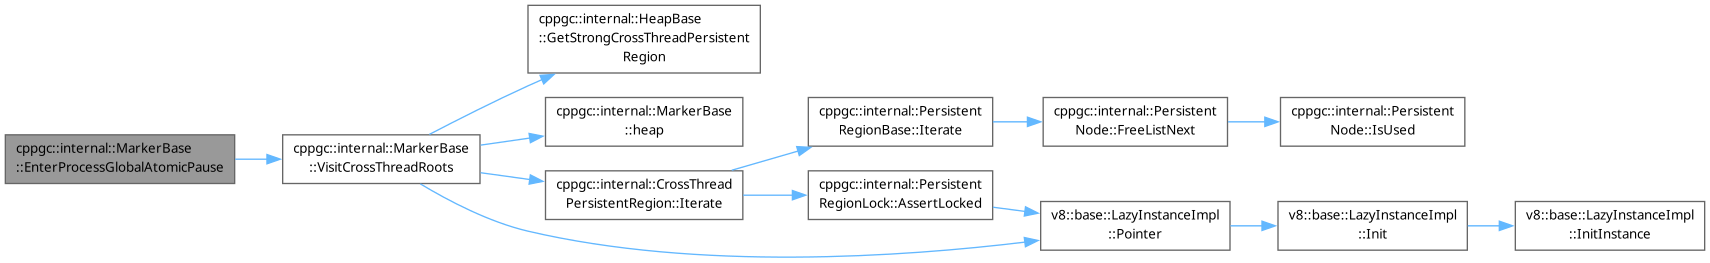 cppgc::internal::MarkerBase
::EnterProcessGlobalAtomicPause
cppgc::internal::MarkerBase
::VisitCrossThreadRoots
cppgc::internal::HeapBase
::GetStrongCrossThreadPersistent
Region
cppgc::internal::MarkerBase
::heap
cppgc::internal::CrossThread
PersistentRegion::Iterate
cppgc::internal::Persistent
RegionBase::Iterate
cppgc::internal::Persistent
RegionLock::AssertLocked
cppgc::internal::Persistent
Node::FreeListNext
cppgc::internal::Persistent
Node::IsUsed
v8::base::LazyInstanceImpl
::Pointer
v8::base::LazyInstanceImpl
::Init
v8::base::LazyInstanceImpl
::InitInstance